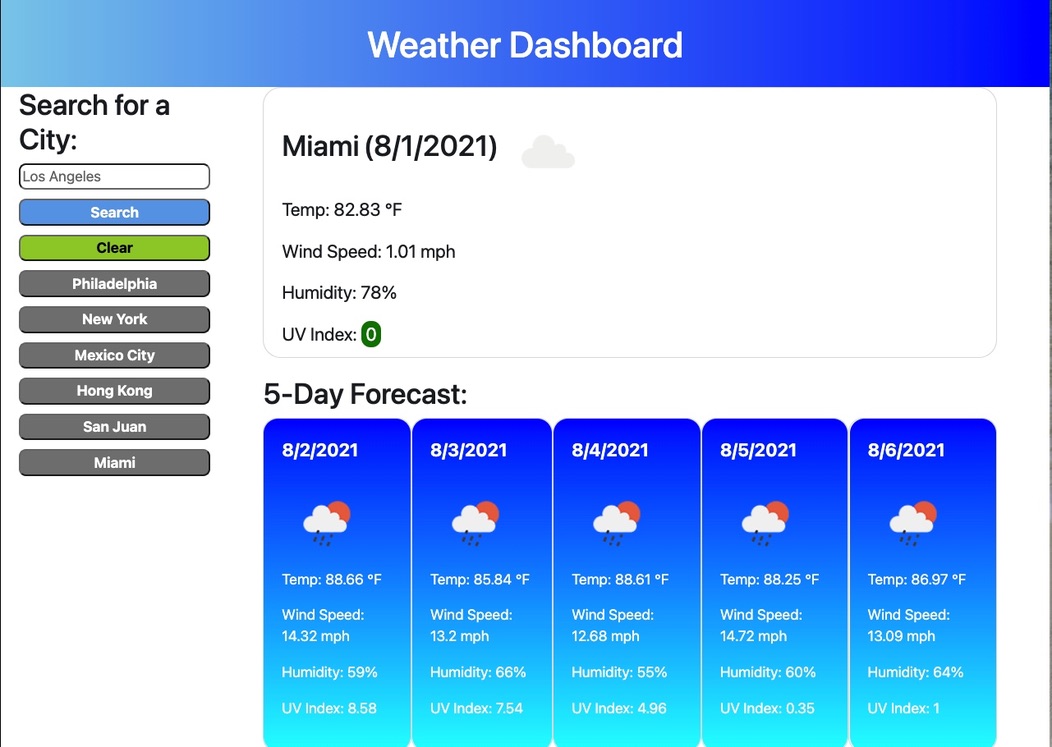 Weather Dashboard
Search for a
City:
Los Angeles
Search
Clear
Philadelphia
New York
Mexico City
Hong Kong
San Juan
Miami
Miami (8/1/2021)
Temp: 82.83 °F
Wind Speed: 1.01 mph
Humidity: 78%
UV Index: 0
5-Day Forecast:
8/2/2021
Temp: 88.66 °F
Wind Speed:
14.32 mph
Humidity: 59%
UV Index: 8.58
8/3/2021
Temp: 85.84 °F
Wind Speed:
13.2 mph
Humidity: 66%
UV Index: 7.54
8/4/2021
Temp: 88.61 °F
Wind Speed:
12.68 mph
Humidity: 55%
UV Index: 4.96
8/5/2021
Temp: 88.25 °F
Wind Speed:
14.72 mph
Humidity: 60%
UV Index: 0.35
8/6/2021
Temp: 86.97 °F
Wind Speed:
13.09 mph
Humidity: 64%
UV Index: 1